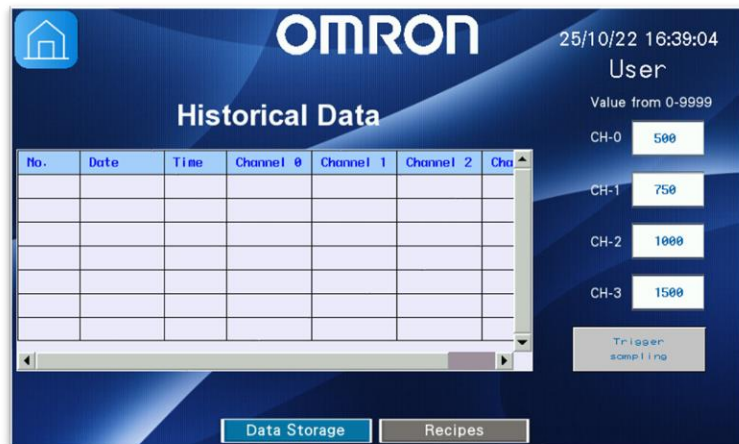 OMRON
25/10/22 16:39:04
User
Historical Data
Value from 0-9999
No. Date Time Channel 0 Channel 1 Channel 2 Cha
CH-0 500
CH-1 750
CH-2 1000
CH-3 1500
Trigger
sampling
Data Storage Recipes